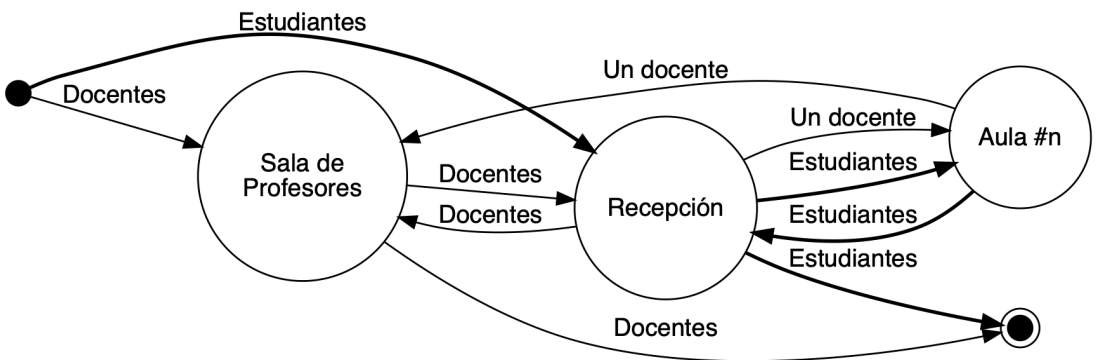 Estudiantes
Docentes
Un docente
Un docente
Aula #n
Sala de
Profesores
Docentes
Estudiantes
Recepción
Docentes
Estudiantes
Estudiantes
Docentes